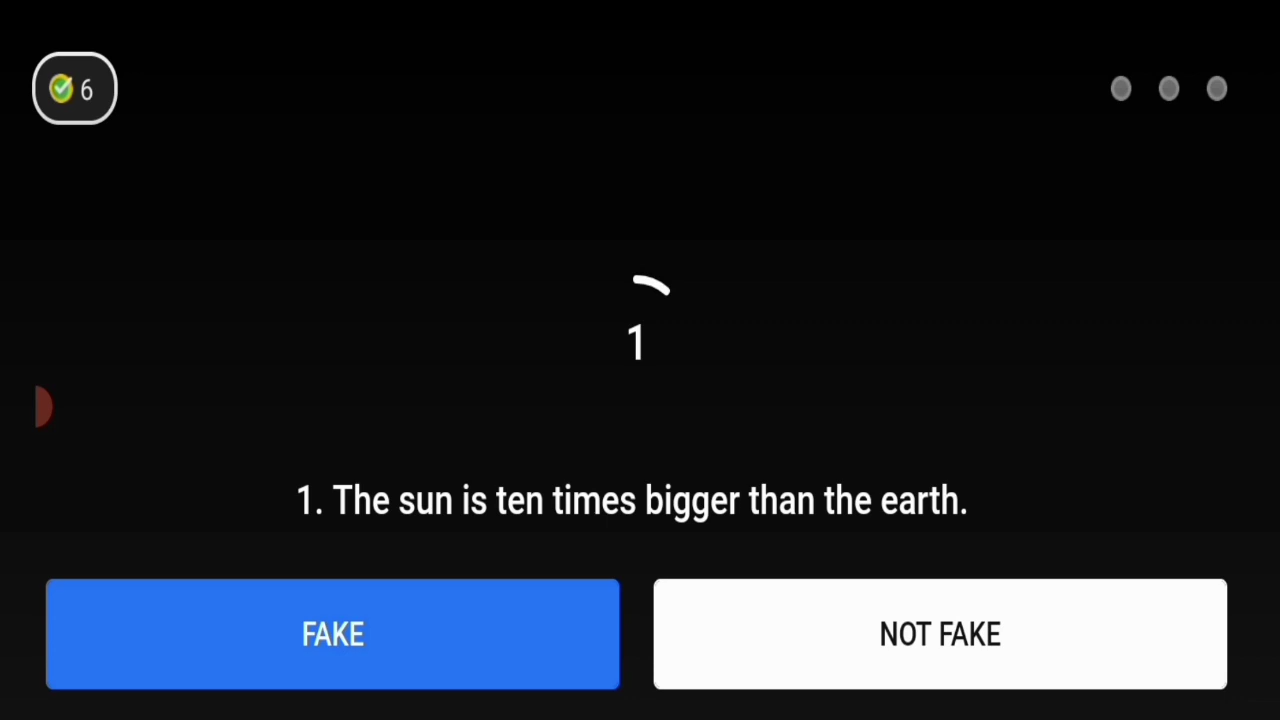 6
1
1. The sun is ten times bigger than the earth.
FAKE
NOT FAKE